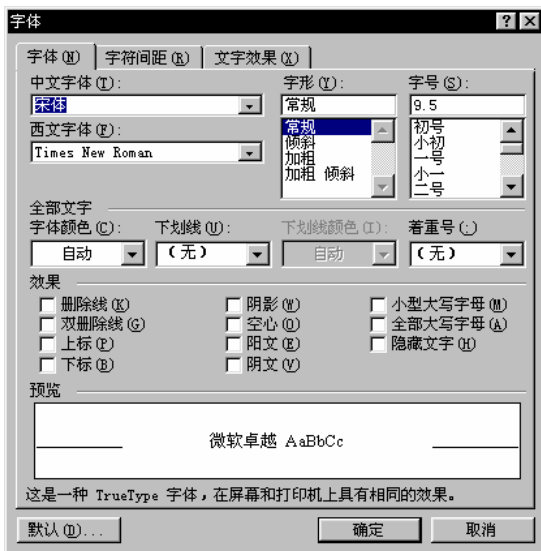 字体
字体(N) 字符间距(R) 文字效果(X)
中文字体(T): 字形(Y): 字号(S):
宋体 常规 9.5
西文字体(F): 常规 初号
Times New Roman 倾斜 小初
加粗 一号
加粗 倾斜 小一
二号
全部文字
字体颜色(C): 下划线(U): 下划线颜色(I): 着重号(·)
自动 (无) 自动 (无)
效果
删除线(K) 阴影(W) 小型大写字母(M)
双删除线(G) 空心(O) 全部大写字母(A)
上标(P) 阳文(E) 隐藏文字(H)
下标(B) 阴文(V)
预览
微软卓越 AaBbCc
这是一种 TrueType 字体，在屏幕和打印机上具有相同的效果。
默认(D)... 确定 取消